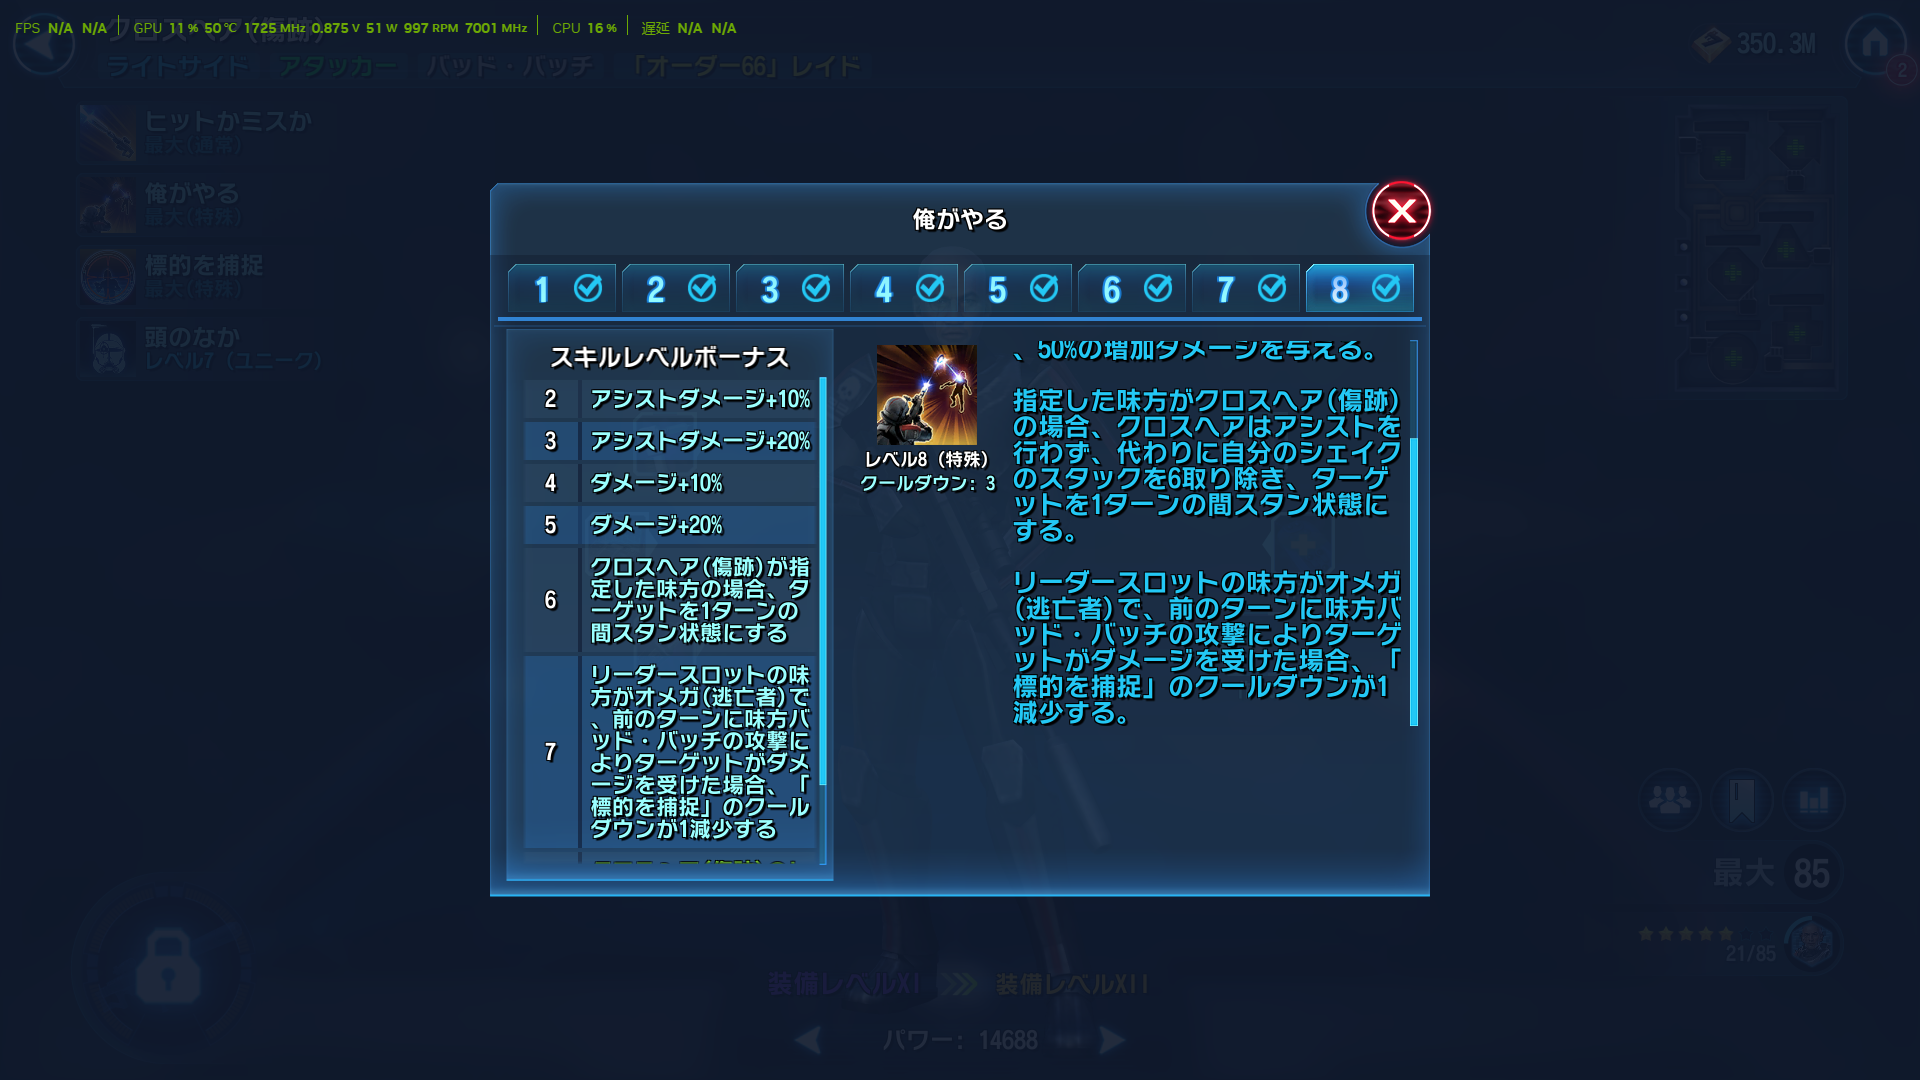 FPS N/A N/A GPU 11 % 50 ℃ 1725 MHz 0.875 V 51 W 997 RPM 7001 MHz CPU 16 % 遅延 N/A N/A
クロスヘア(傷跡)
350.3M
2
ライトサイド アタッカー バッド・バッチ 「オーダー66」レイド
ヒットかミスか
最大(通常)
俺がやる
最大(特殊)
標的を捕捉
最大(特殊)
頭のなか
レベル7 (ユニーク)
俺がやる
1 2 3 4 5 6 7 8
スキルレベルボーナス
2 アシストダメージ+10%
3 アシストダメージ+20%
4 ダメージ+10%
5 ダメージ+20%
6
クロスヘア(傷跡)が指
定した味方の場合、タ
ーゲットを1ターンの
間スタン状態にする
7
リーダースロットの味
方がオメガ(逃亡者)で
、前のターンに味方バ
ッド・バッチの攻撃に
よりターゲットがダメ
ージを受けた場合、「
標的を捕捉」のクール
ダウンが1減少する
レベル8 (特殊)
クールダウン: 3
、50%の増加ダメージを与える。
指定した味方がクロスヘア(傷跡)
の場合、クロスヘアはアシストを
行わず、代わりに自分のシェイク
のスタックを6取り除き、ターゲ
ットを1ターンの間スタン状態に
する。
リーダースロットの味方がオメガ
(逃亡者)で、前のターンに味方バ
ッド・バッチの攻撃によりターゲ
ットがダメージを受けた場合、「
標的を捕捉」のクールダウンが1
減少する。
最大 85
21/85
装備レベルXI 装備レベルXII
パワー: 14688